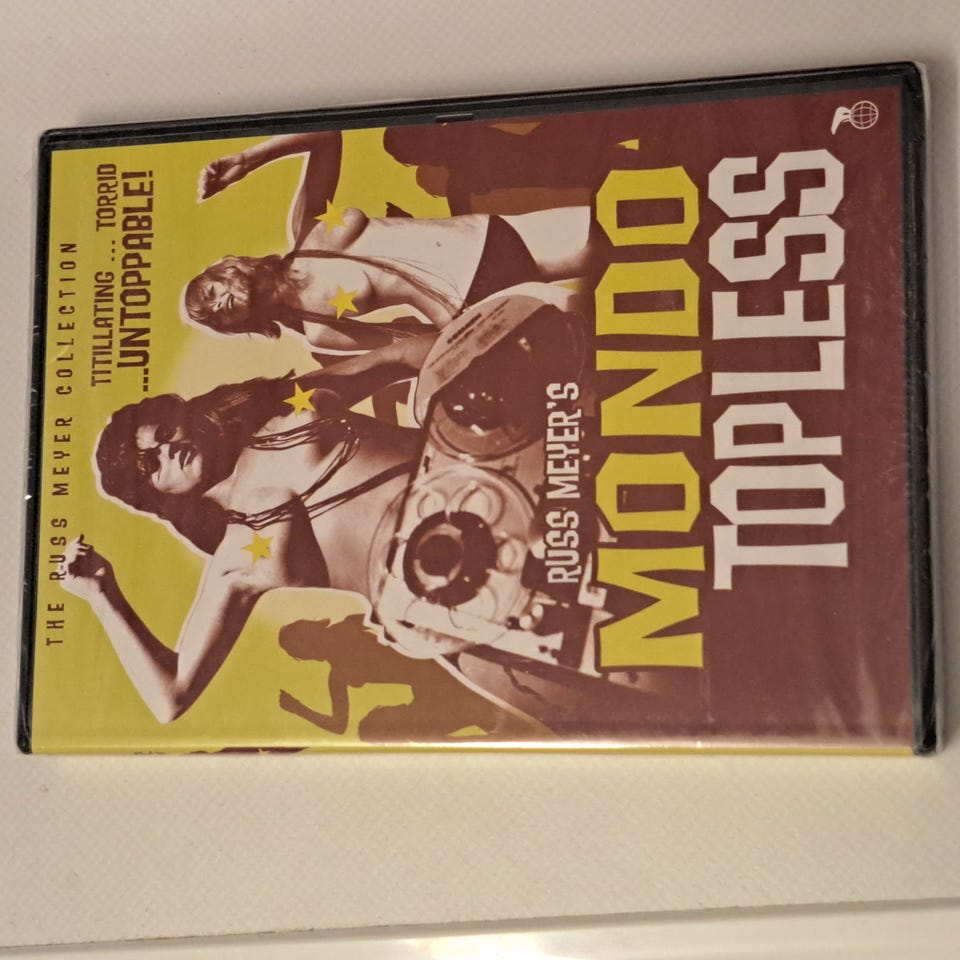 THE RUSS MEYER COLLECTION
TITILLATING ... TORRID
...UNTOPPABLE!
RUSS MEYER'S
MONDO
TOPLESS